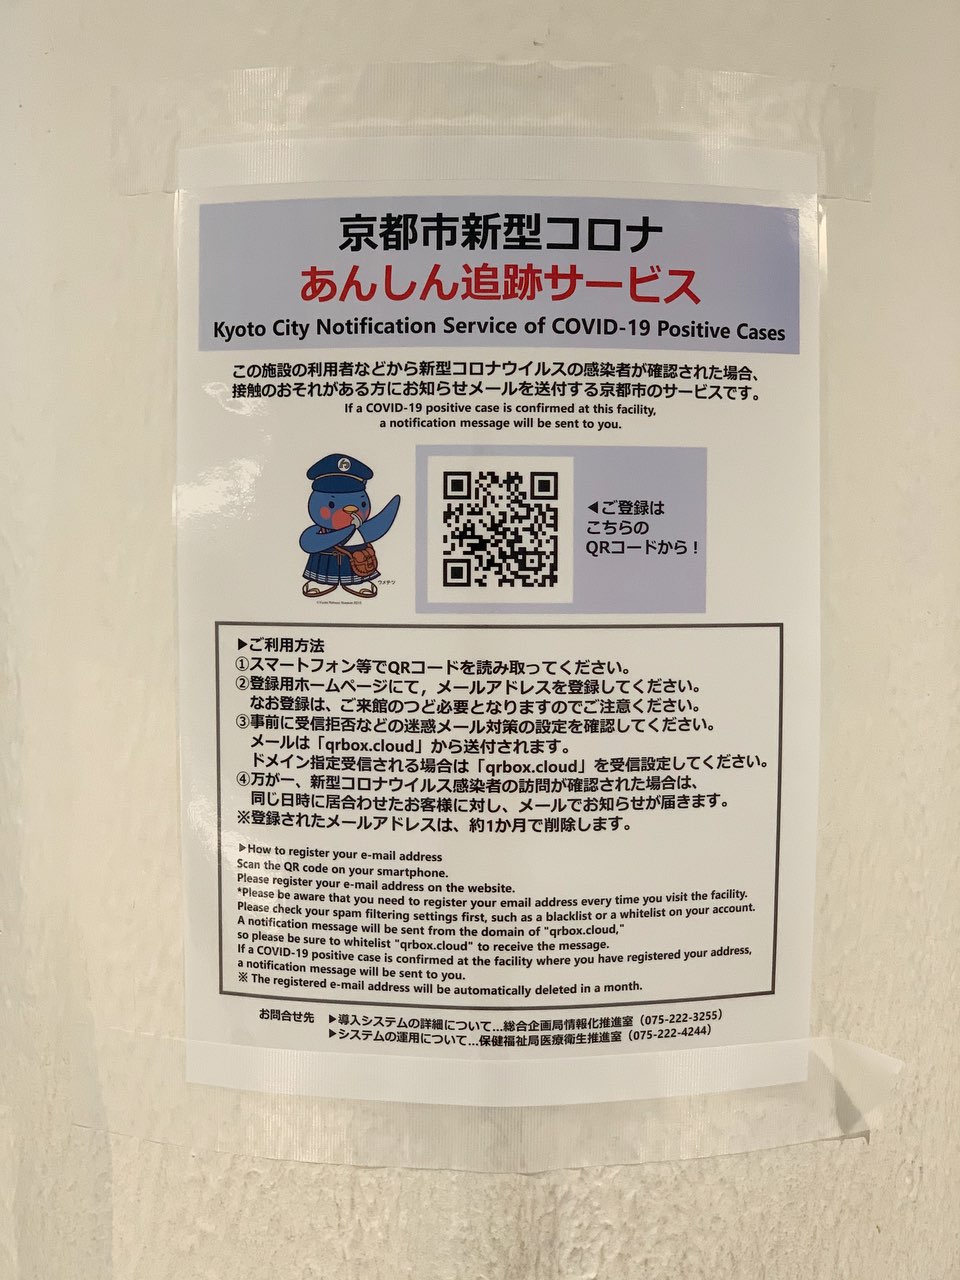 京都市新型コロナ
あんしん追跡サービス
Kyoto City Notification Service of COVID-19 Positive Cases
この施設の利用者などから新型コロナウイルスの感染者が確認された場合、
接触のおそれがある方にお知らせメールを送付する京都市のサービスです。
If a COVID-19 positive case is confirmed at this facility,
a notification message will be sent to you.
◀ご登録は
こちらの
QRコードから！
ウメテツ
▶ご利用方法
①スマートフォン等でQRコードを読み取ってください。
②登録用ホームページにて，メールアドレスを登録してください。
なお登録は、ご来館のつど必要となりますのでご注意ください。
③事前に受信拒否などの迷惑メール対策の設定を確認してください。
メールは「qrbox.cloud」から送付されます。
ドメイン指定受信される場合は「qrbox.cloud」を受信設定してください。
④万が一、新型コロナウイルス感染者の訪問が確認された場合は、
同じ日時に居合わせたお客様に対し、メールでお知らせが届きます。
※登録されたメールアドレスは、約1か月で削除します。
▶How to register your e-mail address
Scan the QR code on your smartphone.
Please register your e-mail address on the website.
*Please be aware that you need to register your email address every time you visit the facility.
Please check your spam filtering settings first, such as a blacklist or a whitelist on your account.
A notification message will be sent from the domain of "qrbox.cloud,"
so please be sure to whitelist "qrbox.cloud" to receive the message.
If a COVID-19 positive case is confirmed at the facility where you have registered your address,
a notification message will be sent to you.
※ The registered e-mail address will be automatically deleted in a month.
お問合せ先 ▶導入システムの詳細について…総合企画局情報化推進室（075-222-3255）
▶システムの運用について…保健福祉局医療衛生推進室（075-222-4244）